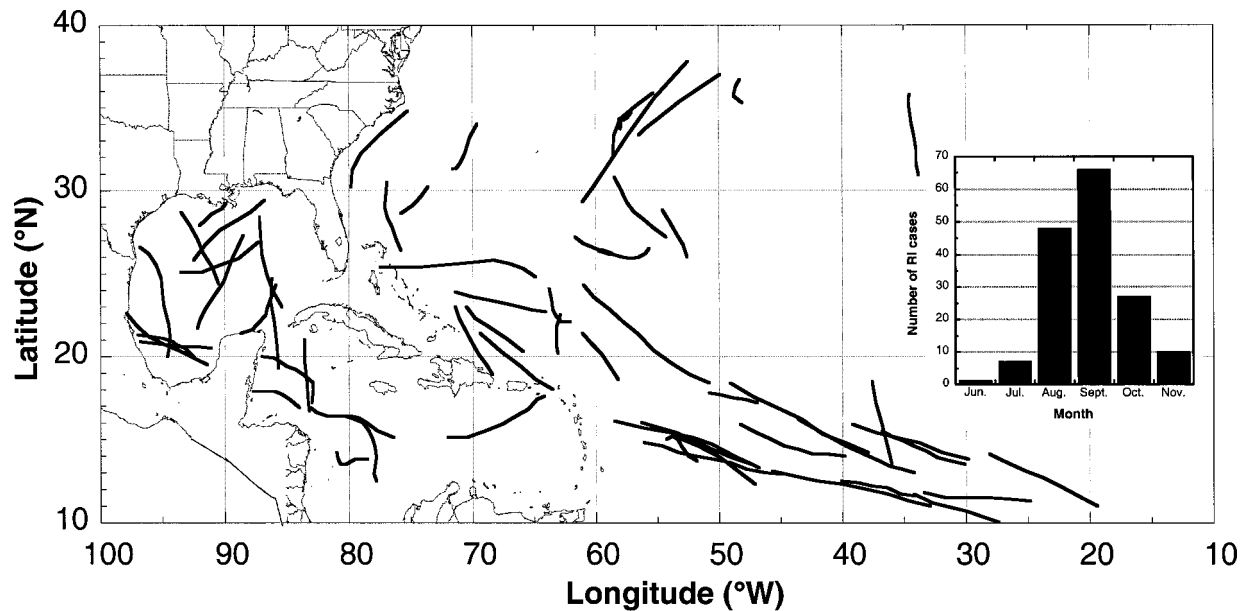 40
30
20
10
Latitude (°N)
100 90 80 70 60 50 40 30 20 10
Longitude (°W)
70
60
50
40
30
20
10
0
Number of RI cases
Jun. Jul. Aug. Sept. Oct. Nov.
Month